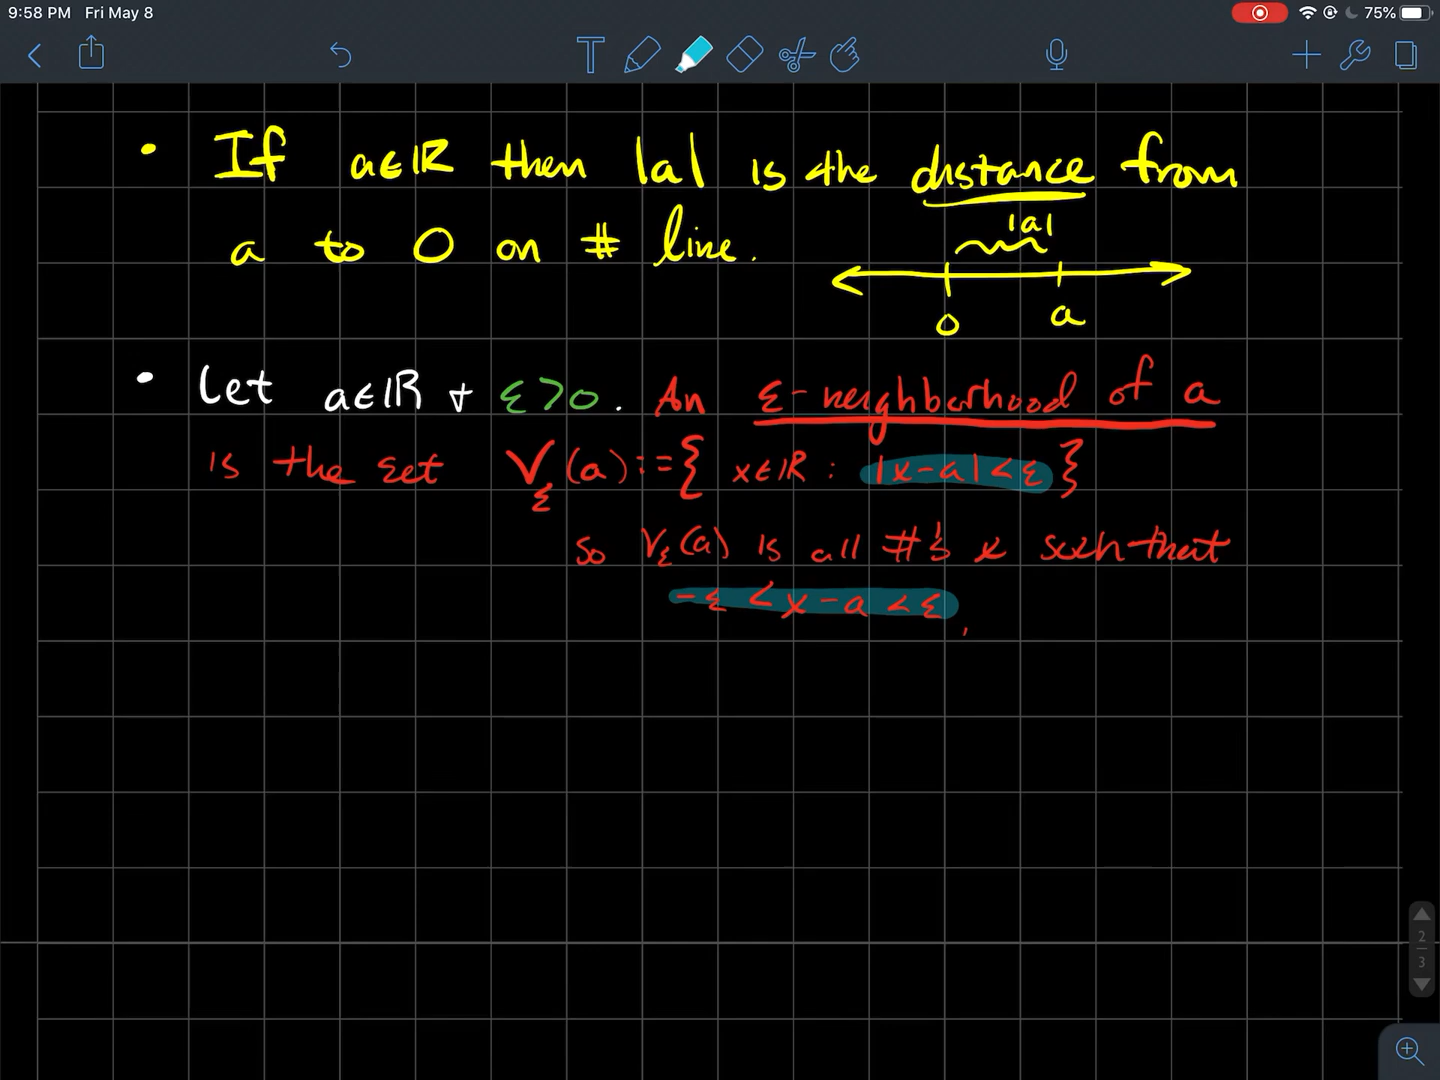 9:58 PM Fri May 8
75%
T
• If a∈ℝ then |a| is the distance from
a to 0 on # line.
|a|
0 a
• Let a∈ℝ + ε>0. An ε-neighborhood of a
is the set V_ε(a):={ x∈ℝ : |x-a|<ε }
so V_ε(a) is all #'s x such that
-ε < x-a < ε,
2
3